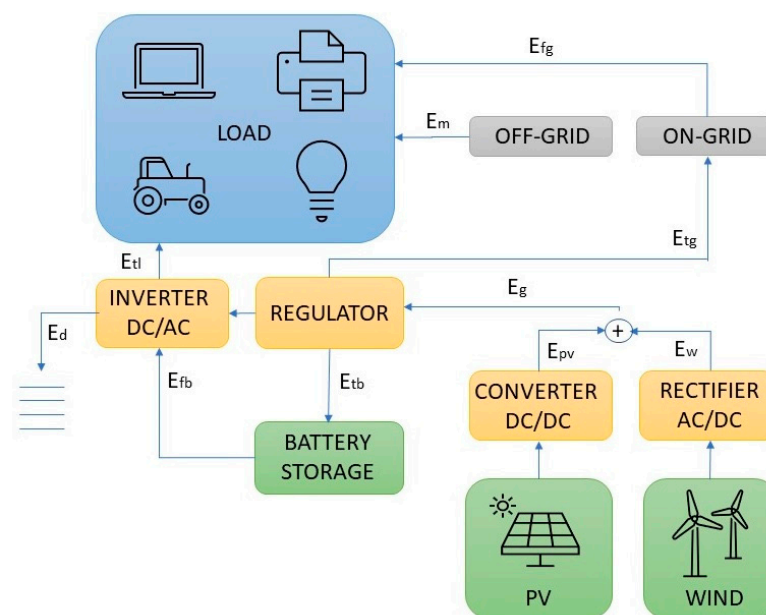 Efg
LOAD
Em
OFF-GRID
ON-GRID
Etg
Etl
INVERTER
DC/AC
REGULATOR
Eg
+
Ed
Efb
Etb
Epv
Ew
CONVERTER
DC/DC
RECTIFIER
AC/DC
BATTERY
STORAGE
PV
WIND